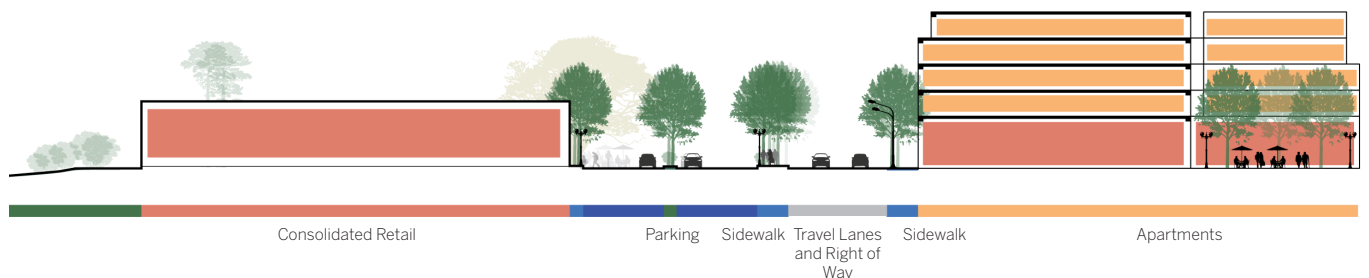 Consolidated Retail
Parking
Sidewalk
Travel Lanes
and Right of
Way
Sidewalk
Apartments